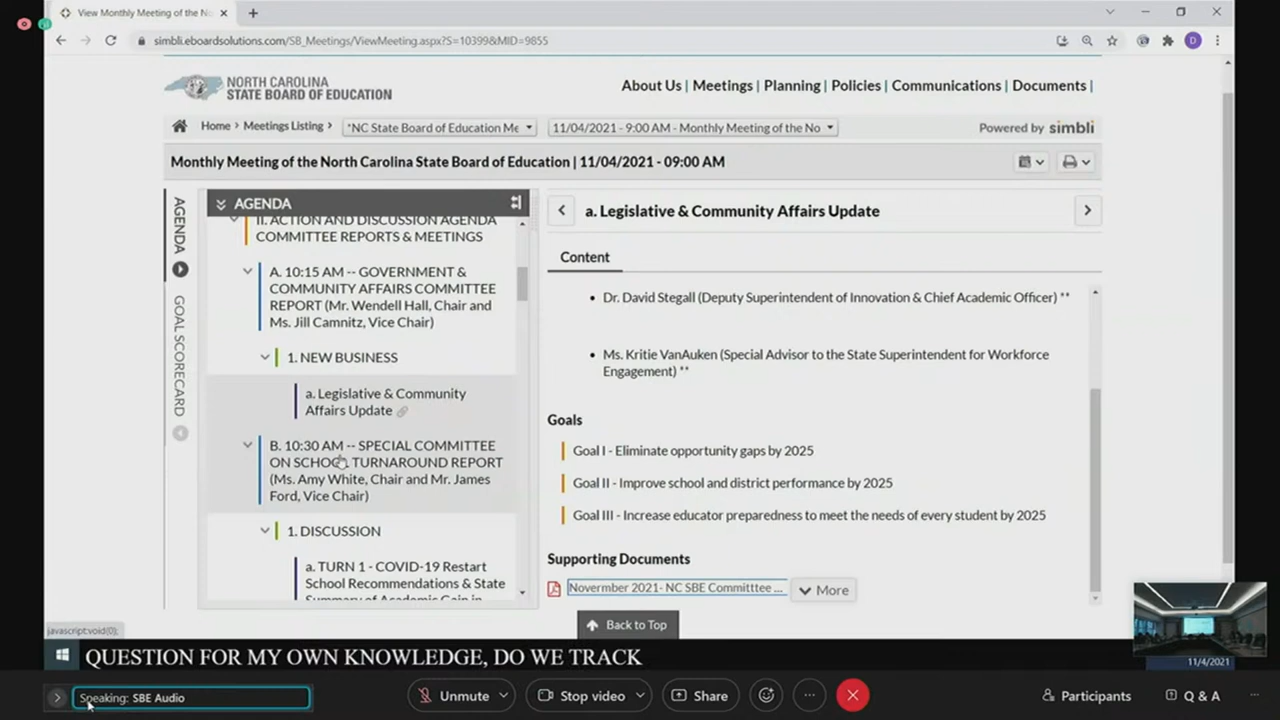 View Monthly Meeting of the No
simbli.eboardsolutions.com/SB_Meetings/ViewMeeting.aspx?S=10399&MID=9855
D
NORTH CAROLINA
STATE BOARD OF EDUCATION
About Us | Meetings | Planning | Policies | Communications | Documents |
Home > Meetings Listing >
*NC State Board of Education Me
11/04/2021 - 9:00 AM - Monthly Meeting of the No
Powered by simbli
Monthly Meeting of the North Carolina State Board of Education | 11/04/2021 - 09:00 AM
AGENDA
GOAL SCORECARD
AGENDA
II. ACTION AND DISCUSSION AGENDA
COMMITTEE REPORTS & MEETINGS
A. 10:15 AM -- GOVERNMENT &
COMMUNITY AFFAIRS COMMITTEE
REPORT (Mr. Wendell Hall, Chair and
Ms. Jill Camnitz, Vice Chair)
1. NEW BUSINESS
a. Legislative & Community
Affairs Update
B. 10:30 AM -- SPECIAL COMMITTEE
ON SCHOOL TURNAROUND REPORT
(Ms. Amy White, Chair and Mr. James
Ford, Vice Chair)
1. DISCUSSION
a. TURN 1 - COVID-19 Restart
School Recommendations & State
Summary of Academic Gain in
a. Legislative & Community Affairs Update
Content
• Dr. David Stegall (Deputy Superintendent of Innovation & Chief Academic Officer) **
• Ms. Kritie VanAuken (Special Advisor to the State Superintendent for Workforce
Engagement) **
Goals
Goal I - Eliminate opportunity gaps by 2025
Goal II - Improve school and district performance by 2025
Goal III - Increase educator preparedness to meet the needs of every student by 2025
Supporting Documents
Novermber 2021- NC SBE Committtee ...
More
Back to Top
javascript:void(0);
QUESTION FOR MY OWN KNOWLEDGE, DO WE TRACK
11/4/2021
Speaking: SBE Audio
Unmute
Stop video
Share
Participants
Q & A